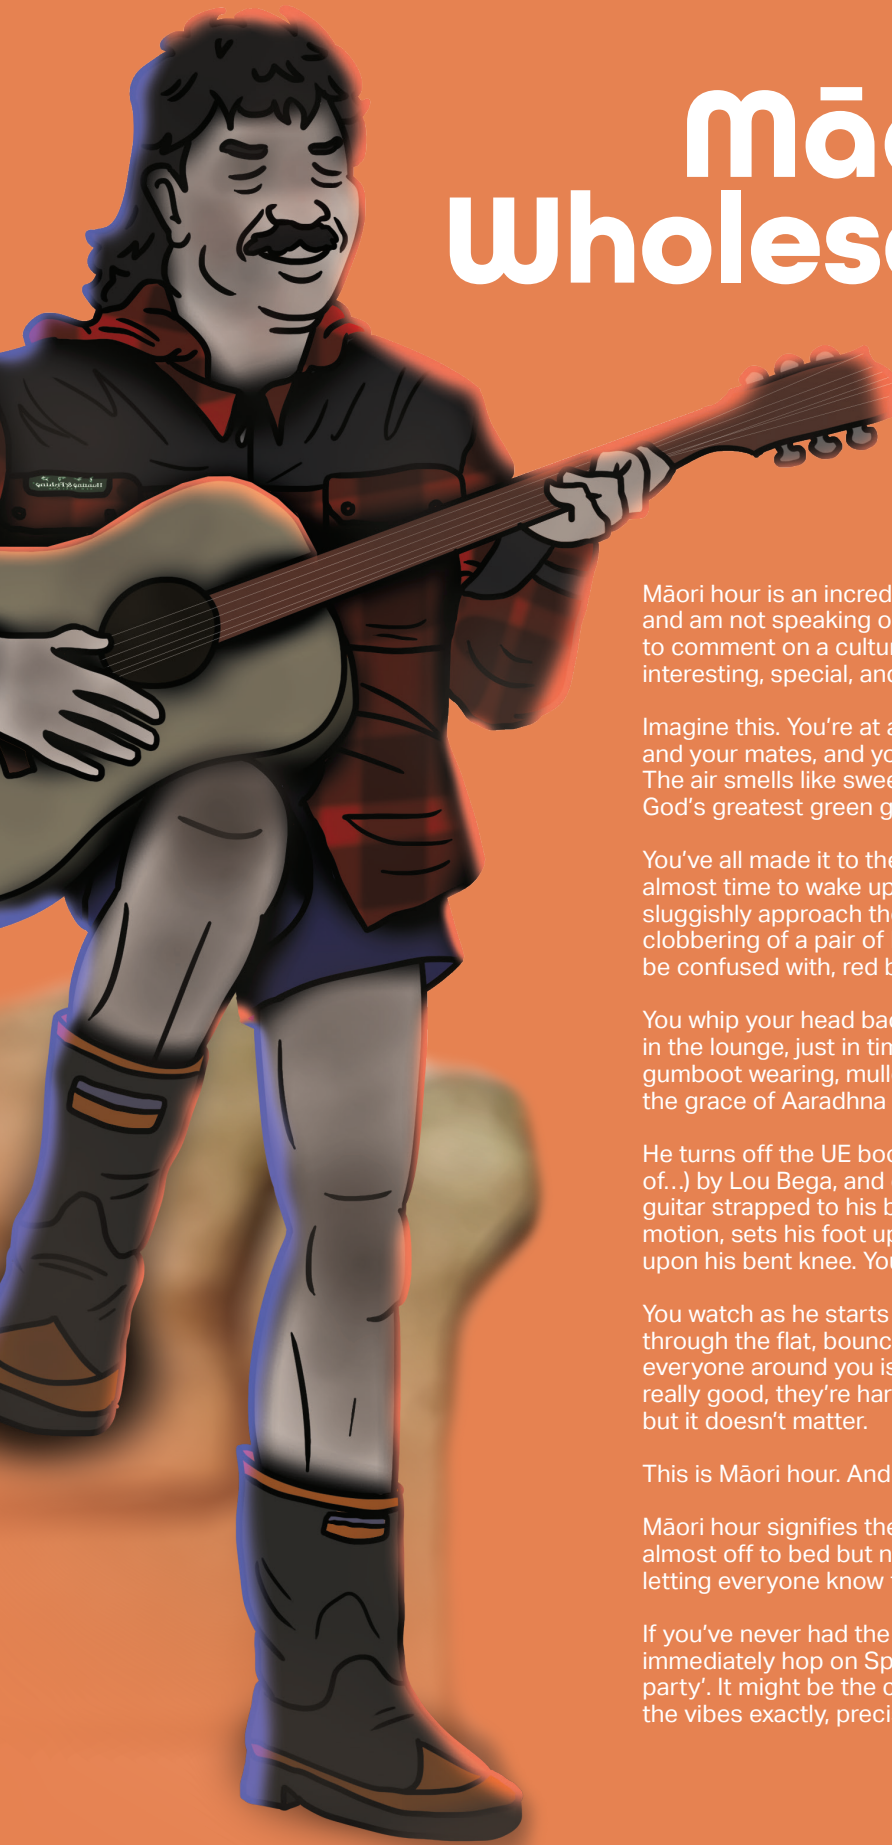 Mā
Wholes
Hunting & Fishing
Māori hour is an incred
and am not speaking o
to comment on a cultur
interesting, special, an
Imagine this. You're at a
and your mates, and yo
The air smells like swee
God's greatest green g
You've all made it to the
almost time to wake up
sluggishly approach th
clobbering of a pair of
be confused with, red b
You whip your head ba
in the lounge, just in tim
gumboot wearing, mull
the grace of Aaradhna
He turns off the UE boo
of...) by Lou Bega, and
guitar strapped to his b
motion, sets his foot up
upon his bent knee. You
You watch as he starts
through the flat, bounc
everyone around you is
really good, they're har
but it doesn't matter.
This is Māori hour. And
Māori hour signifies the
almost off to bed but n
letting everyone know
If you've never had the
immediately hop on Sp
party'. It might be the c
the vibes exactly, preci